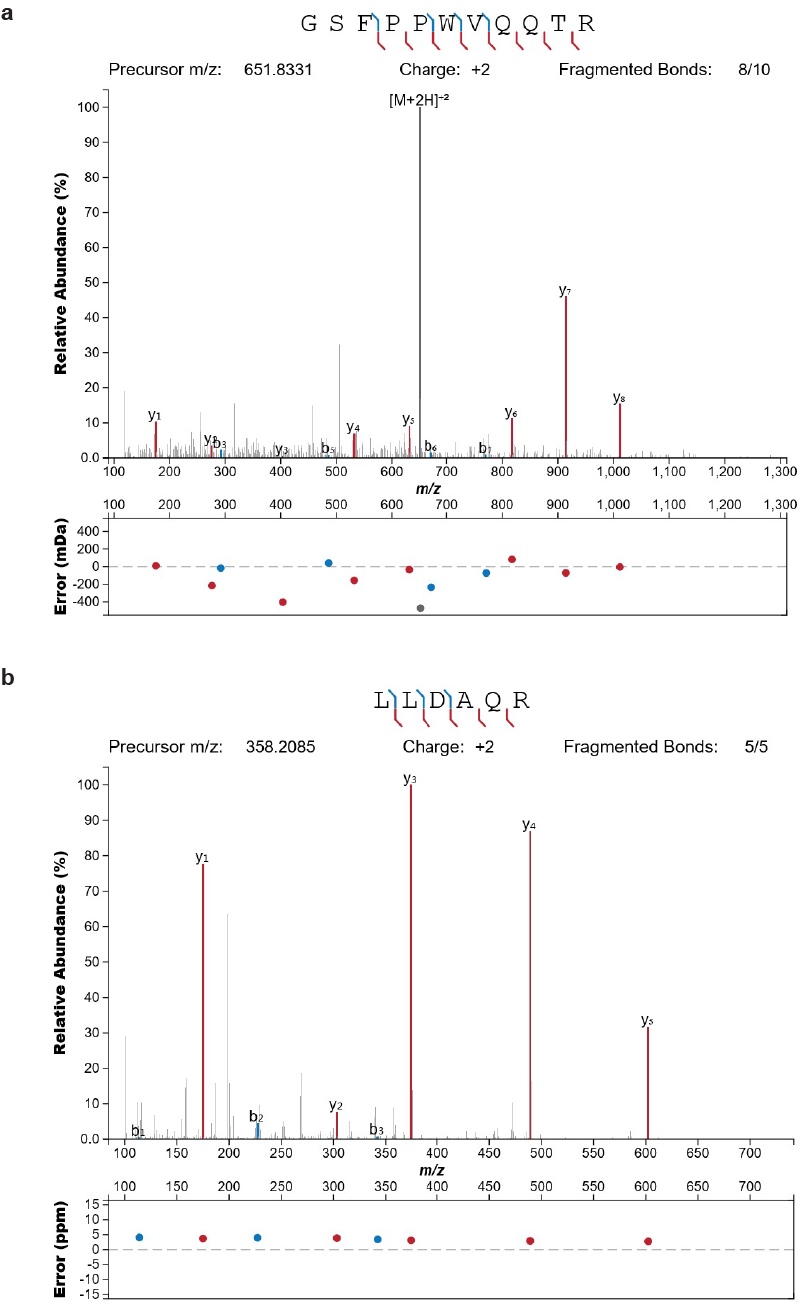 a
G S F P P W V Q Q T R
Precursor m/z: 651.8331 Charge: +2 Fragmented Bonds: 8/10
[M+2H]⁺²
Relative Abundance (%)
100
90
80
70
60
50
40
30
20
10
0.0
y₁ y₂ b₃ y₃ b₅ y₄ y₅ b₆ b₇ y₆ y₇ y₈
100 200 300 400 500 600 700 800 900 1,000 1,100 1,200 1,300
m/z
100 200 300 400 500 600 700 800 900 1,000 1,100 1,200 1,300
Error (mDa)
400
200
0
-200
-400
b
L L D A Q R
Precursor m/z: 358.2085 Charge: +2 Fragmented Bonds: 5/5
Relative Abundance (%)
100
90
80
70
60
50
40
30
20
10
0.0
b₁ y₁ b₂ y₂ b₃ y₃ y₄ y₅
100 150 200 250 300 350 400 450 500 550 600 650 700
m/z
100 150 200 250 300 350 400 450 500 550 600 650 700
Error (ppm)
15
10
5
0
-5
-10
-15